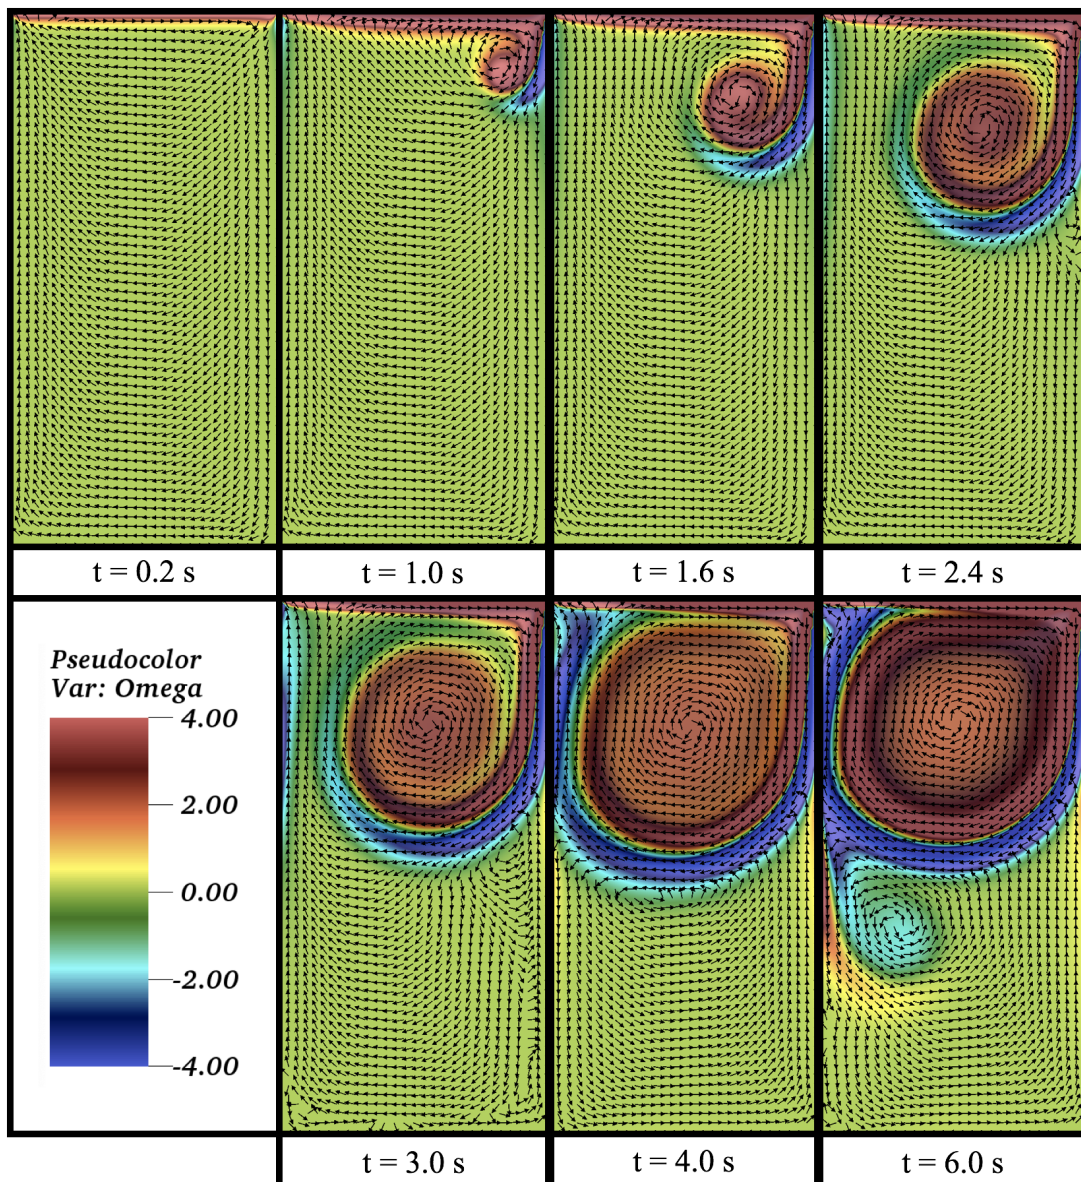 t = 0.2 s
t = 1.0 s
t = 1.6 s
t = 2.4 s
Pseudocolor
Var: Omega
4.00
2.00
0.00
-2.00
-4.00
t = 3.0 s
t = 4.0 s
t = 6.0 s